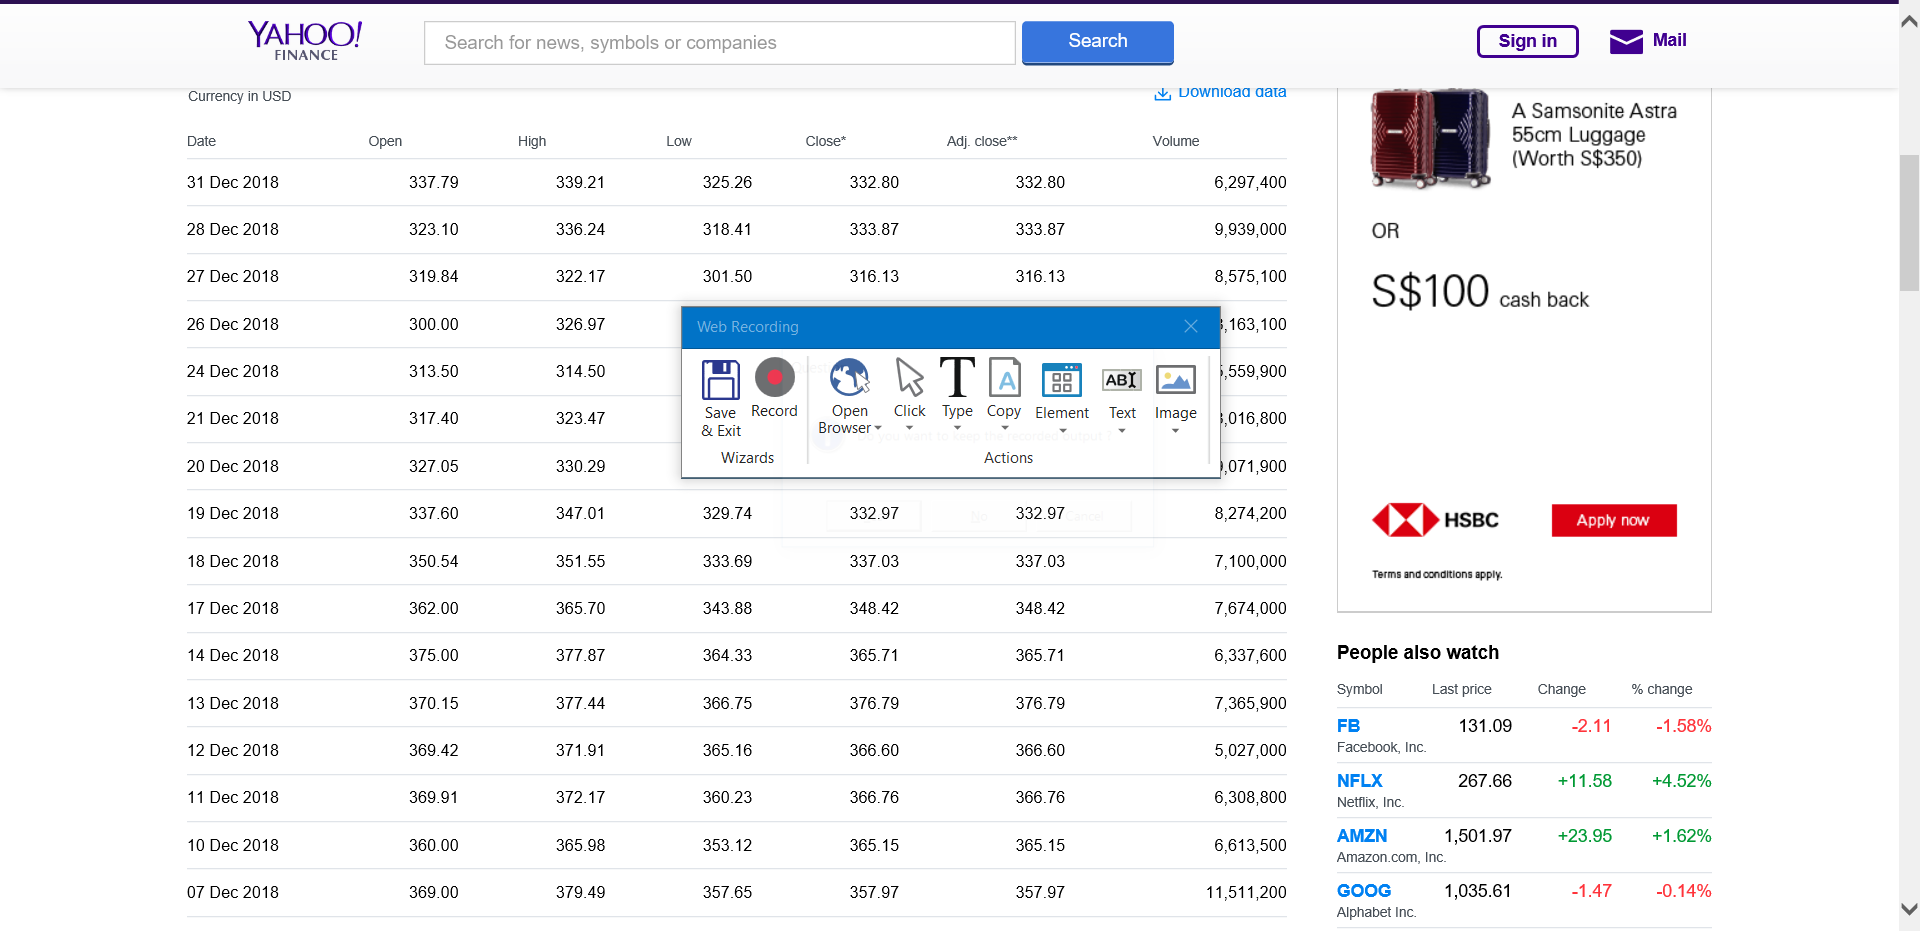 YAHOO!
FINANCE
Search for news, symbols or companies
Search
Sign in
Mail
Currency in USD
Download data
Date Open High Low Close* Adj. close** Volume
31 Dec 2018 337.79 339.21 325.26 332.80 332.80 6,297,400
28 Dec 2018 323.10 336.24 318.41 333.87 333.87 9,939,000
27 Dec 2018 319.84 322.17 301.50 316.13 316.13 8,575,100
26 Dec 2018 300.00 326.97 ,163,100
24 Dec 2018 313.50 314.50 ,559,900
21 Dec 2018 317.40 323.47 ,016,800
20 Dec 2018 327.05 330.29 ,071,900
19 Dec 2018 337.60 347.01 329.74 332.97 332.97 8,274,200
18 Dec 2018 350.54 351.55 333.69 337.03 337.03 7,100,000
17 Dec 2018 362.00 365.70 343.88 348.42 348.42 7,674,000
14 Dec 2018 375.00 377.87 364.33 365.71 365.71 6,337,600
13 Dec 2018 370.15 377.44 366.75 376.79 376.79 7,365,900
12 Dec 2018 369.42 371.91 365.16 366.60 366.60 5,027,000
11 Dec 2018 369.91 372.17 360.23 366.76 366.76 6,308,800
10 Dec 2018 360.00 365.98 353.12 365.15 365.15 6,613,500
07 Dec 2018 369.00 379.49 357.65 357.97 357.97 11,511,200
Web Recording
Save
& Exit
Record
Wizards
Open
Browser
Click
Type
Copy
Element
Text
Image
Actions
A Samsonite Astra
55cm Luggage
(Worth S$350)
OR
S$100 cash back
HSBC
Apply now
Terms and conditions apply.
People also watch
Symbol Last price Change % change
FB 131.09 -2.11 -1.58%
Facebook, Inc.
NFLX 267.66 +11.58 +4.52%
Netflix, Inc.
AMZN 1,501.97 +23.95 +1.62%
Amazon.com, Inc.
GOOG 1,035.61 -1.47 -0.14%
Alphabet Inc.